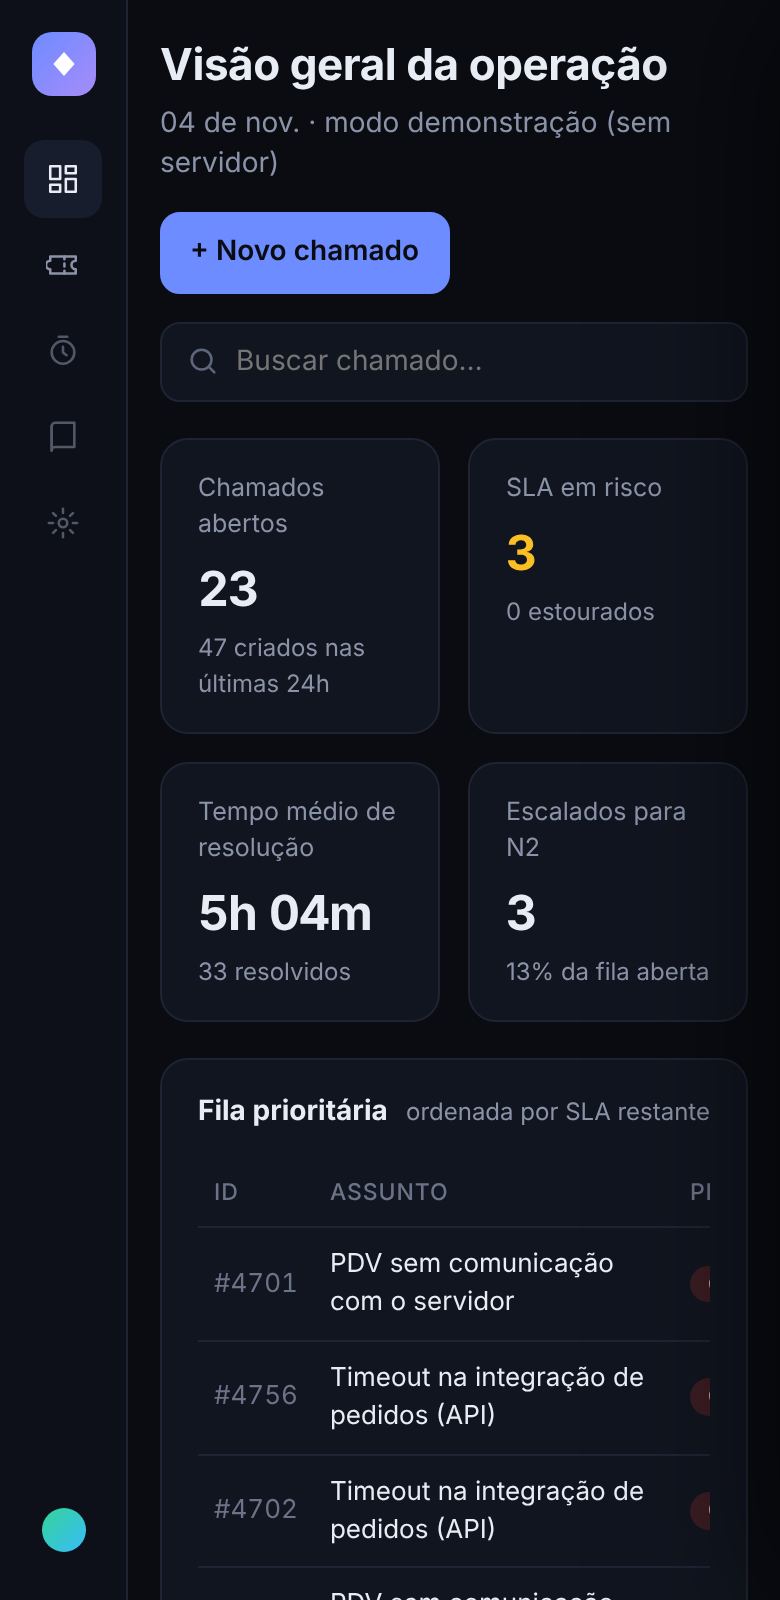 Visão geral da operação
04 de nov. · modo demonstração (sem
servidor)
+ Novo chamado
Buscar chamado...
Chamados
abertos
23
47 criados nas
últimas 24h
SLA em risco
3
0 estourados
Tempo médio de
resolução
5h 04m
33 resolvidos
Escalados para
N2
3
13% da fila aberta
Fila prioritária ordenada por SLA restante
ID ASSUNTO
#4701 PDV sem comunicação
com o servidor
#4756 Timeout na integração de
pedidos (API)
#4702 Timeout na integração de
pedidos (API)
PDV sem comunicação